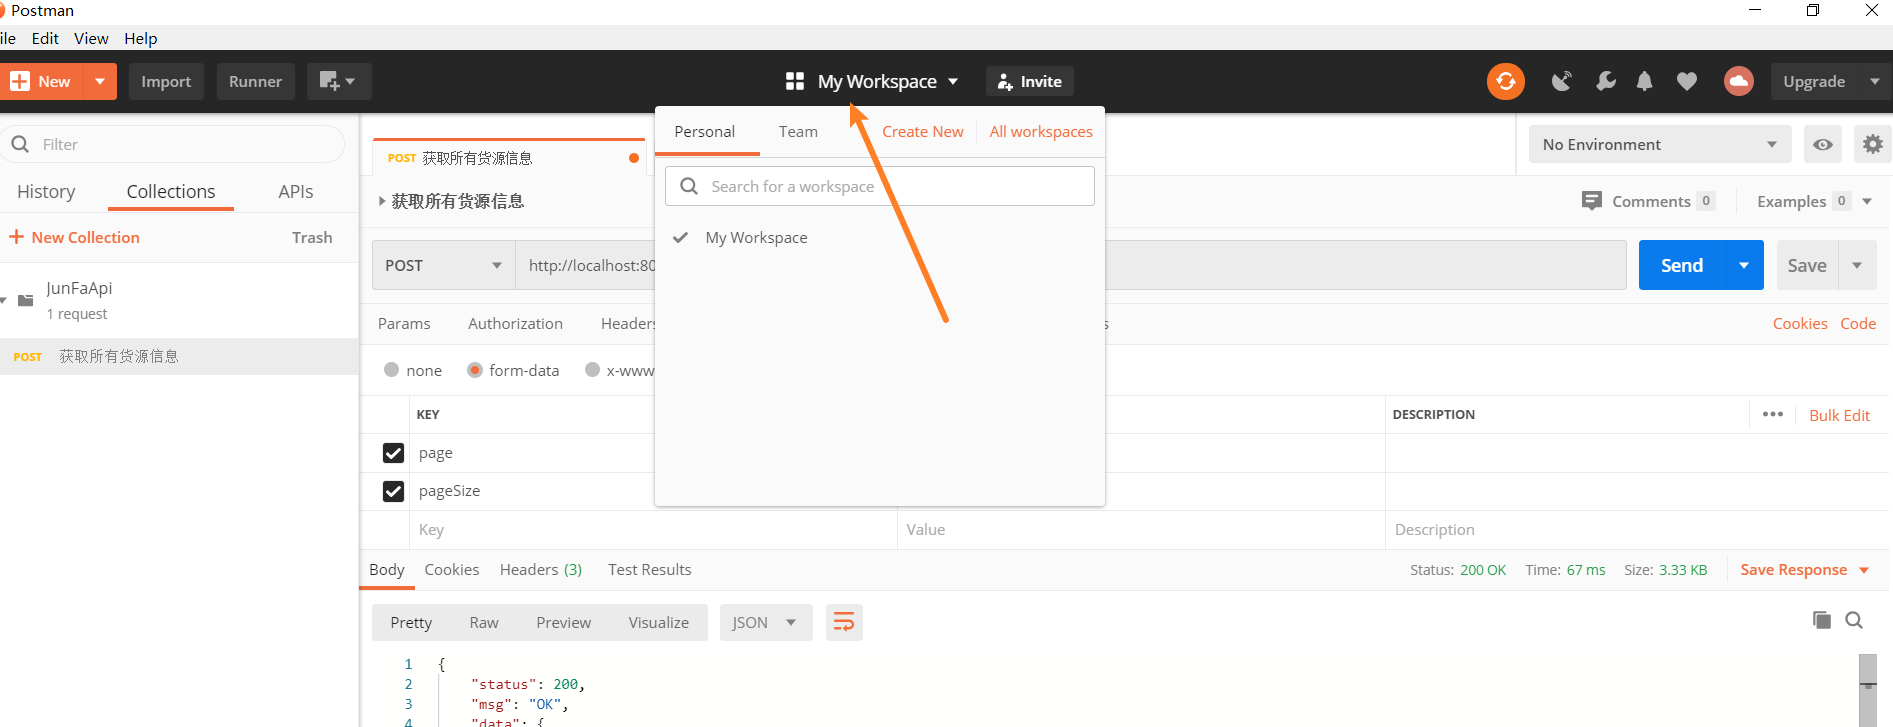 Postman
ile Edit View Help
New Import Runner My Workspace Invite Upgrade
Filter
Personal Team Create New All workspaces
POST 获取所有货源信息
No Environment
Search for a workspace
History Collections APIs
获取所有货源信息
Comments 0 Examples 0
New Collection Trash
My Workspace
POST http://localhost:80
Send Save
JunFaApi
1 request
Params Authorization Headers s
Cookies Code
POST 获取所有货源信息
none form-data x-www
KEY DESCRIPTION Bulk Edit
page
pageSize
Key Value Description
Body Cookies Headers (3) Test Results Status: 200 OK Time: 67 ms Size: 3.33 KB Save Response
Pretty Raw Preview Visualize JSON
1 {
2 "status": 200,
3 "msg": "OK",
4 "data": {